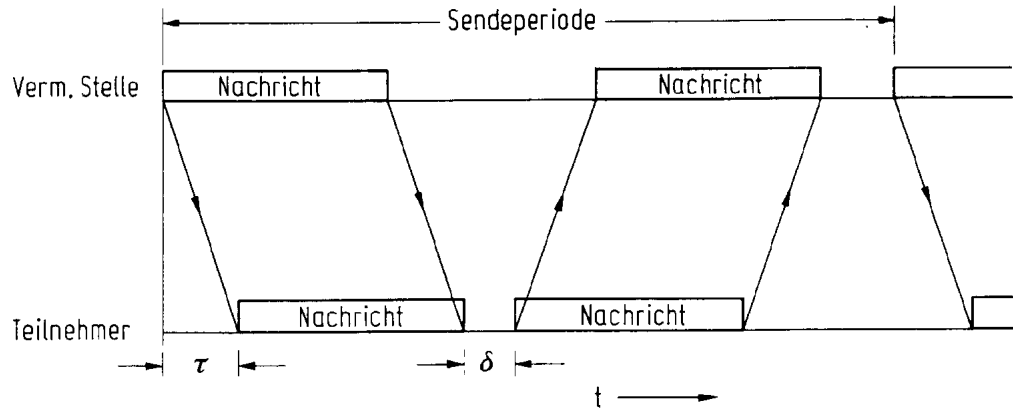 Sendeperiode
Verm. Stelle
Nachricht
Nachricht
Teilnehmer
Nachricht
Nachricht
τ
δ
t